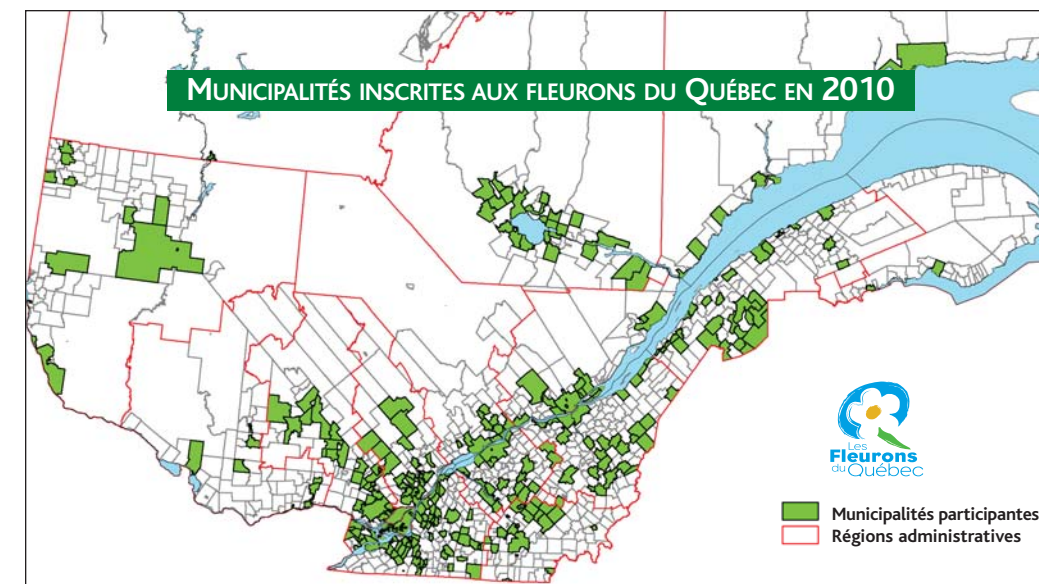 MUNICIPALITÉS INSCRITES AUX FLEURONS DU QUÉBEC EN 2010
Les
Fleurons
du Québec
Municipalités participantes
Régions administratives